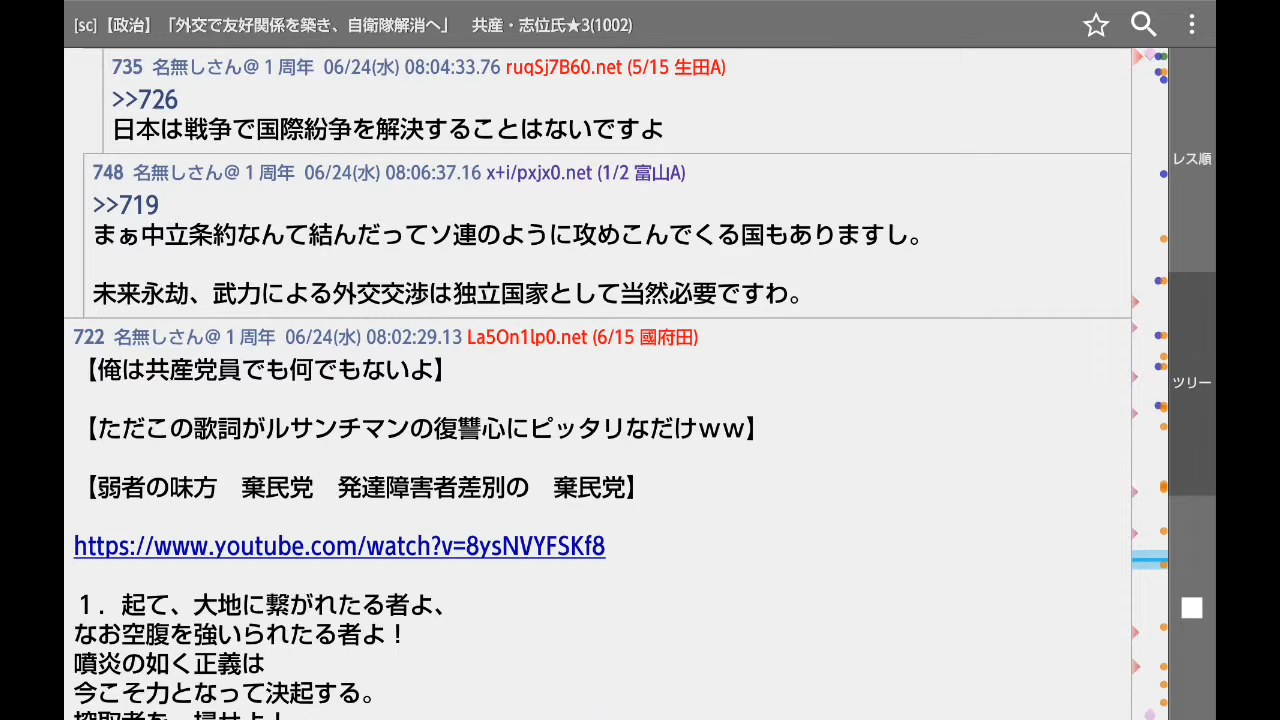 [sc]【政治】「外交で友好関係を築き、自衛隊解消へ」　共産・志位氏★3(1002)
735 名無しさん@１周年 06/24(水) 08:04:33.76 ruqSj7B60.net (5/15 生田A)
>>726
日本は戦争で国際紛争を解決することはないですよ
748 名無しさん@１周年 06/24(水) 08:06:37.16 x+i/pxjx0.net (1/2 富山A)
>>719
まぁ中立条約なんて結んだってソ連のように攻めこんでくる国もありますし。
未来永劫、武力による外交交渉は独立国家として当然必要ですわ。
722 名無しさん@１周年 06/24(水) 08:02:29.13 La5On1lp0.net (6/15 國府田)
【俺は共産党員でも何でもないよ】
【ただこの歌詞がルサンチマンの復讐心にピッタリなだけｗｗ】
【弱者の味方　棄民党　発達障害者差別の　棄民党】
https://www.youtube.com/watch?v=8ysNVYFSKf8
１．起て、大地に繋がれたる者よ、
なお空腹を強いられたる者よ！
噴炎の如く正義は
今こそ力となって決起する。
レス順
ツリー